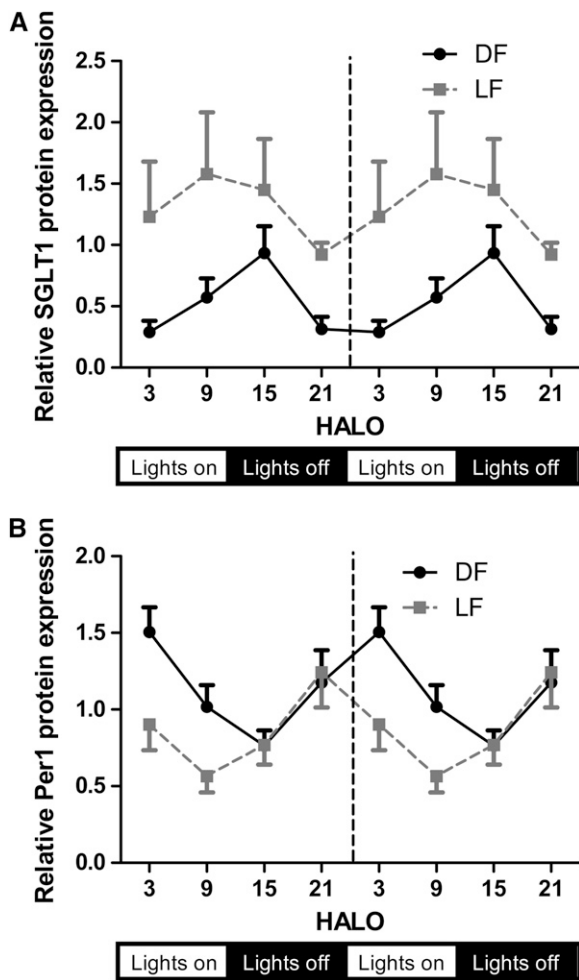 A
Relative SGLT1 protein expression
2.5
2.0
1.5
1.0
0.5
0.0
DF
LF
3 9 15 21 3 9 15 21
HALO
Lights on Lights off Lights on Lights off
B
Relative Per1 protein expression
2.0
1.5
1.0
0.5
0.0
DF
LF
3 9 15 21 3 9 15 21
HALO
Lights on Lights off Lights on Lights off